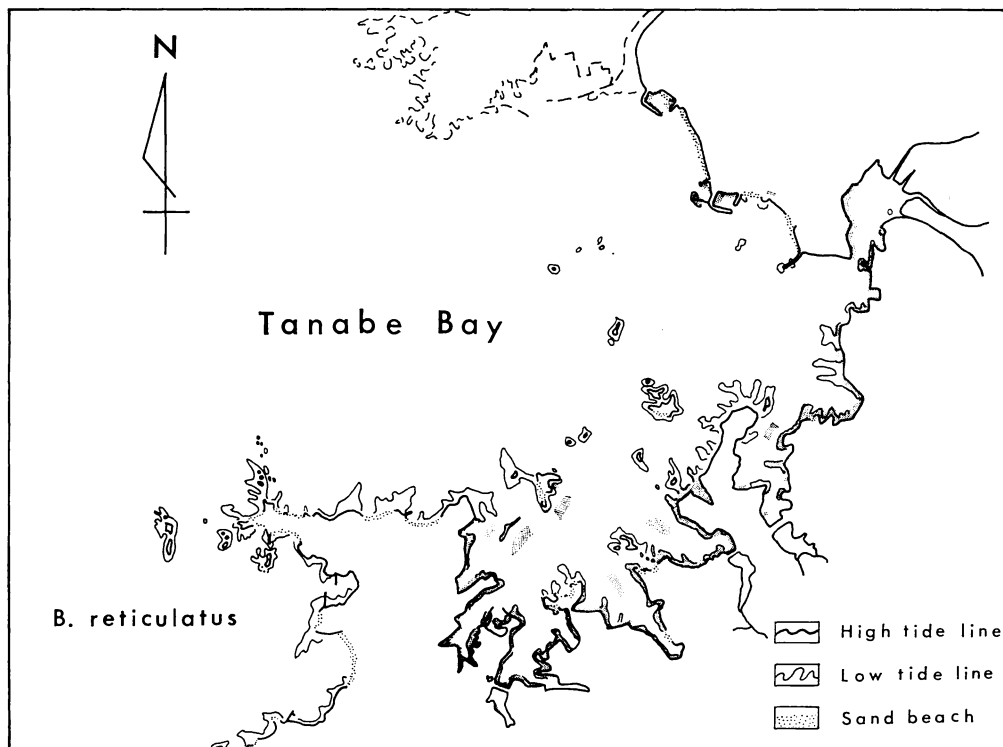 N
Tanabe Bay
B. reticulatus
High tide line
Low tide line
Sand beach